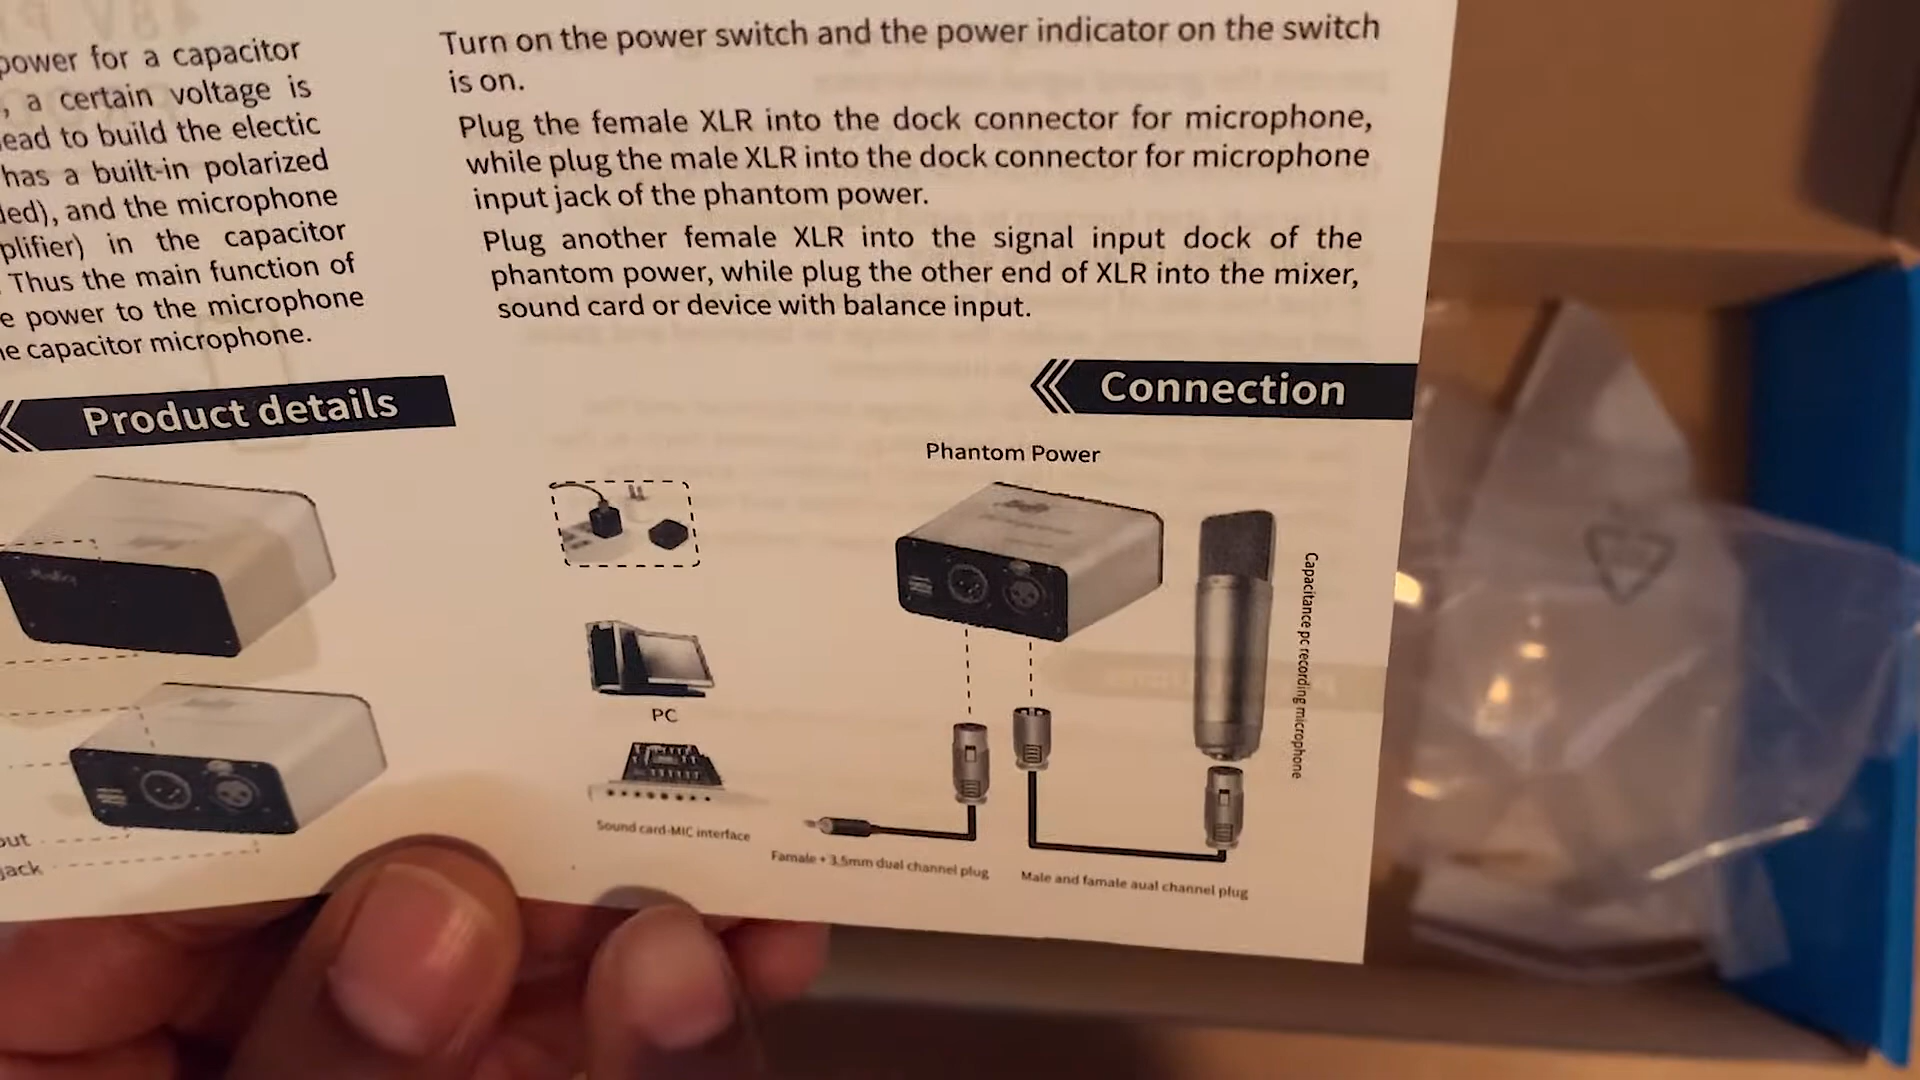 power for a capacitor
, a certain voltage is
ead to build the electic
has a built-in polarized
ded), and the microphone
plifier) in the capacitor
. Thus the main function of
e power to the microphone
e capacitor microphone.
Product details
out
jack
Turn on the power switch and the power indicator on the switch
is on.
Plug the female XLR into the dock connector for microphone,
while plug the male XLR into the dock connector for microphone
input jack of the phantom power.
Plug another female XLR into the signal input dock of the
phantom power, while plug the other end of XLR into the mixer,
sound card or device with balance input.
Connection
Phantom Power
Capacitance pc recording microphone
PC
Sound card-MIC interface
Famale + 3.5mm dual channel plug
Male and famale aual channel plug